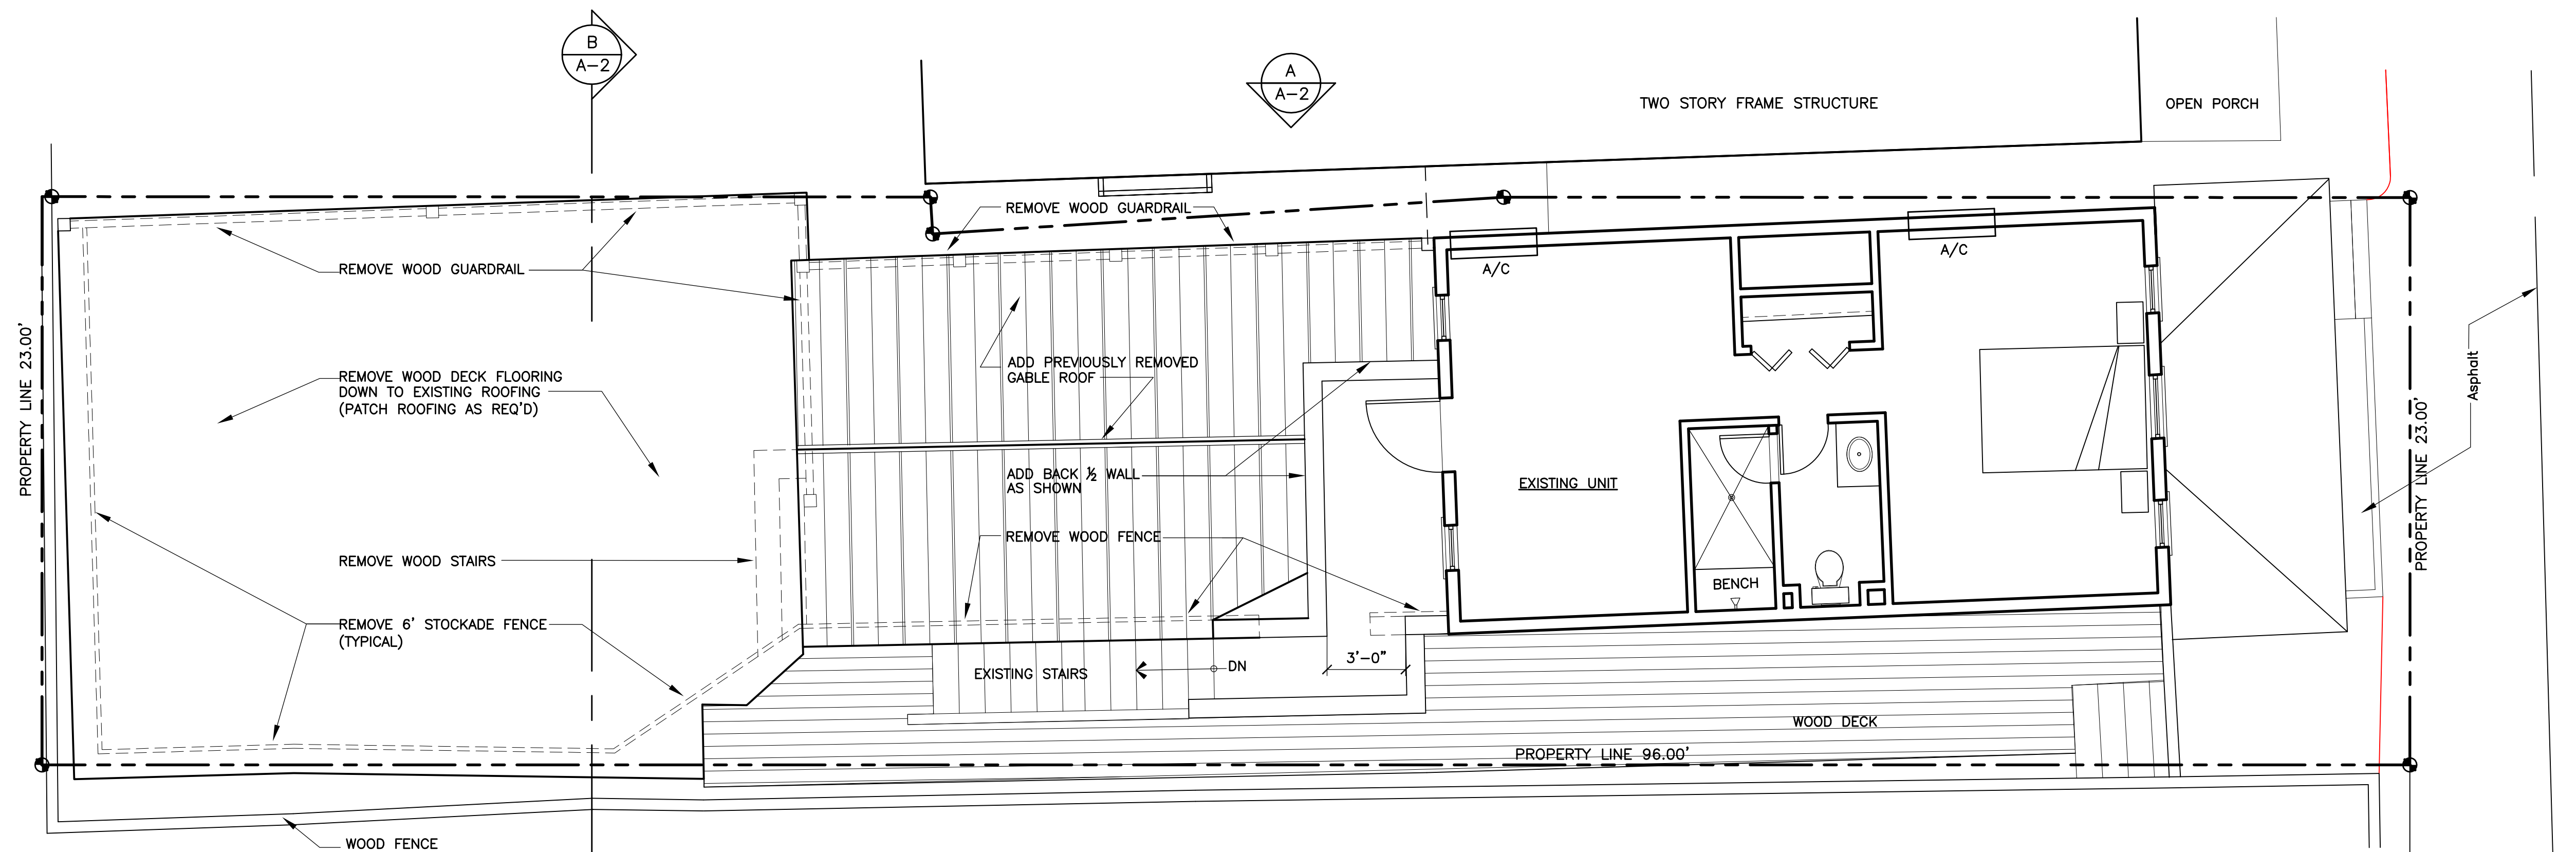 B
A-2
A
A-2
TWO STORY FRAME STRUCTURE
OPEN PORCH
REMOVE WOOD GUARDRAIL
A/C
A/C
REMOVE WOOD GUARDRAIL
PROPERTY LINE 23.00'
REMOVE WOOD DECK FLOORING
DOWN TO EXISTING ROOFING
(PATCH ROOFING AS REQ'D)
ADD PREVIOUSLY REMOVED
GABLE ROOF
Asphalt
PROPERTY LINE 23.00'
ADD BACK ½ WALL
AS SHOWN
EXISTING UNIT
REMOVE WOOD FENCE
REMOVE WOOD STAIRS
BENCH
REMOVE 6' STOCKADE FENCE
(TYPICAL)
EXISTING STAIRS
DN
3'-0"
WOOD DECK
PROPERTY LINE 96.00'
WOOD FENCE